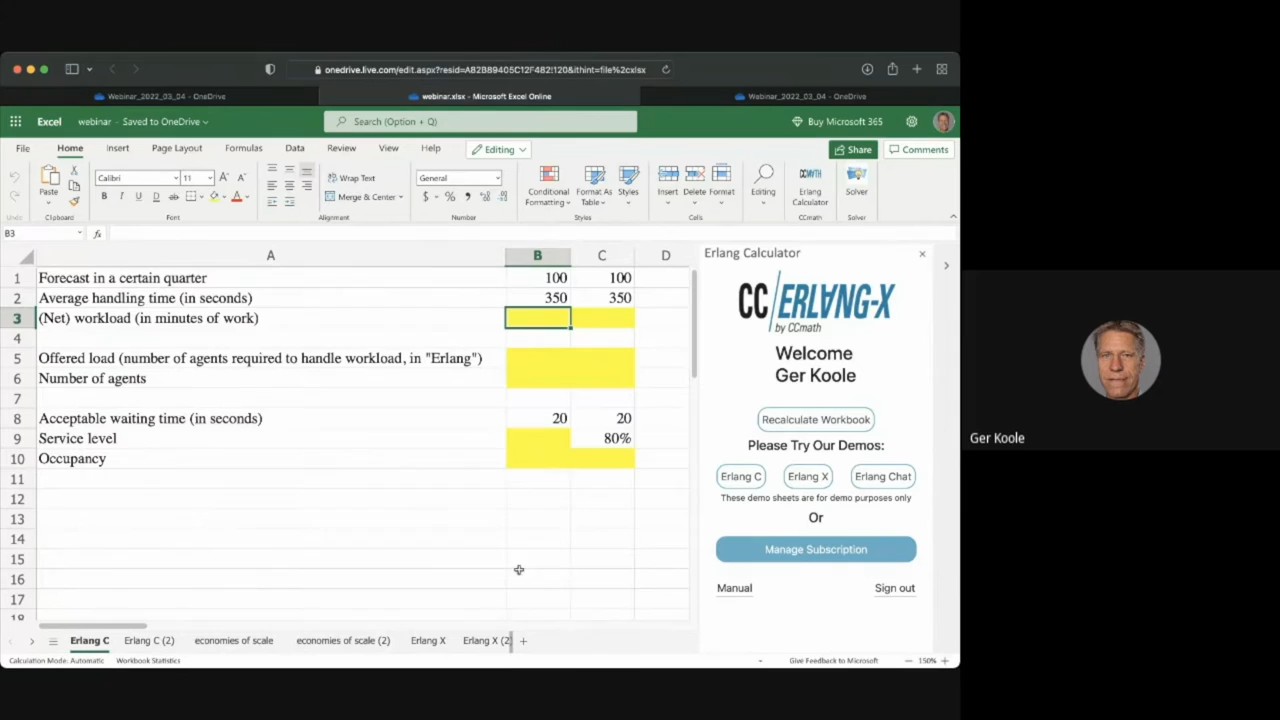 onedrive.live.com/edit.aspx?resid=A82B89405C12F482!120&ithint=file%2cxlsx
Webinar_2022_03_04 - OneDrive
webinar.xlsx - Microsoft Excel Online
Webinar_2022_03_04 - OneDrive
Excel webinar - Saved to OneDrive
Search (Option + Q)
Buy Microsoft 365
File Home Insert Page Layout Formulas Data Review View Help Editing
Share Comments
Undo
Paste
Clipboard
Calibri 11
B I U D ab A
Font
Wrap Text
Merge & Center
Alignment
General
$ % 9
Number
Conditional Formatting
Format As Table
Styles
Styles
Insert Delete Format
Cells
Editing
CCMATH
Erlang Calculator
CCmath
Solver
Solver
B3 fx
A B C D
1 Forecast in a certain quarter 100 100
2 Average handling time (in seconds) 350 350
3 (Net) workload (in minutes of work)
4
5 Offered load (number of agents required to handle workload, in "Erlang")
6 Number of agents
7
8 Acceptable waiting time (in seconds) 20 20
9 Service level 80%
10 Occupancy
11
12
13
14
15
16
17
18
Erlang Calculator
CC/ERLANG-X
by CCmath
Welcome
Ger Koole
Recalculate Workbook
Please Try Our Demos:
Erlang C Erlang X Erlang Chat
These demo sheets are for demo purposes only
Or
Manage Subscription
Manual Sign out
Erlang C Erlang C (2) economies of scale economies of scale (2) Erlang X Erlang X (2
Calculation Mode: Automatic Workbook Statistics
Give Feedback to Microsoft 150%
Ger Koole